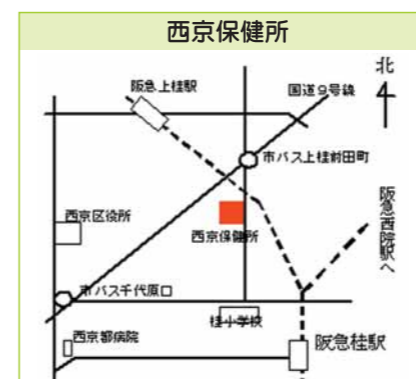 西京保健所
北
阪急上桂駅
国道9号線
市バス上桂前田町
阪急西院駅へ
西京区役所
西京保健所
市バス千代原口
桂小学校
西京都病院
阪急桂駅